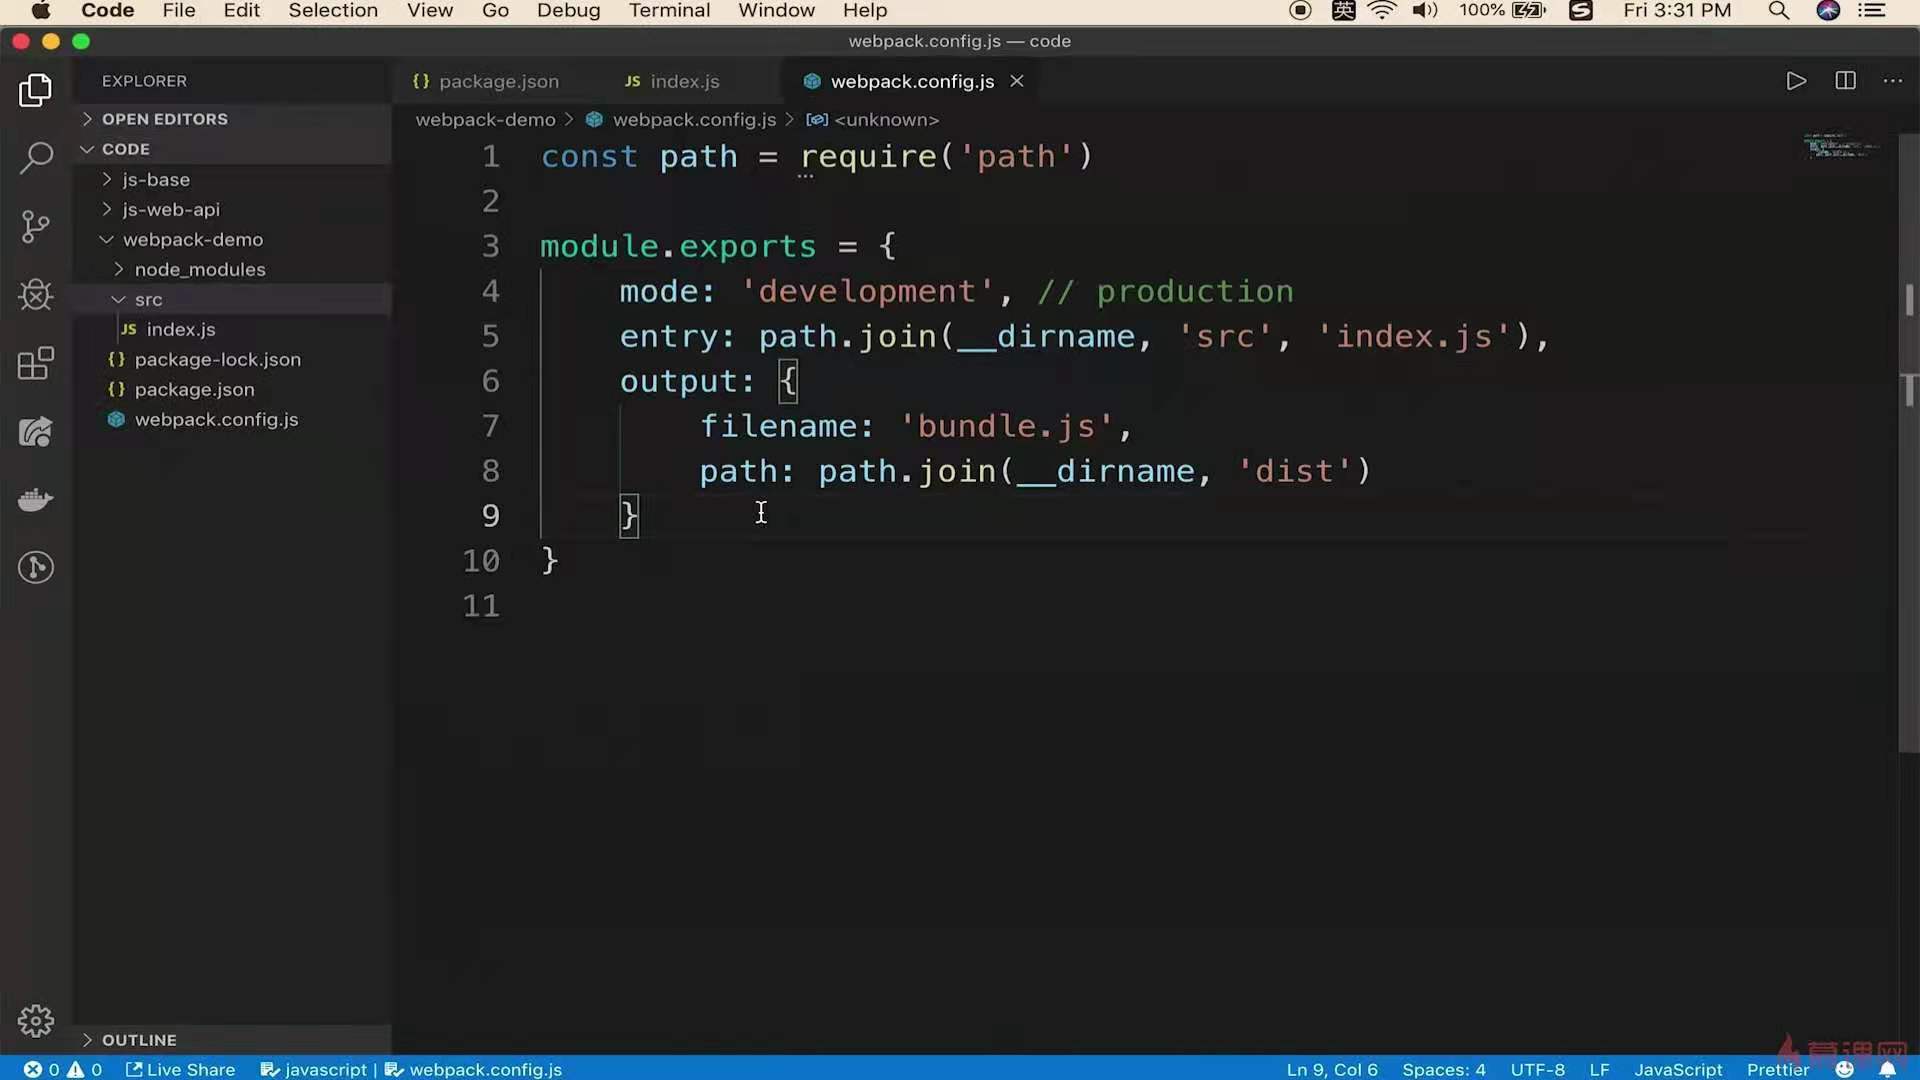 Code File Edit Selection View Go Debug Terminal Window Help 英 100% S Fri 3:31 PM
webpack.config.js — code
EXPLORER
OPEN EDITORS
CODE
js-base
js-web-api
webpack-demo
node_modules
src
JS index.js
{} package-lock.json
{} package.json
webpack.config.js
OUTLINE
{} package.json JS index.js webpack.config.js
webpack-demo > webpack.config.js > <unknown>
1 const path = require('path')
2
3 module.exports = {
4 mode: 'development', // production
5 entry: path.join(__dirname, 'src', 'index.js'),
6 output: {
7 filename: 'bundle.js',
8 path: path.join(__dirname, 'dist')
9 }
10 }
11
慕课网
0 0 Live Share javascript | webpack.config.js Ln 9, Col 6 Spaces: 4 UTF-8 LF JavaScript Prettier